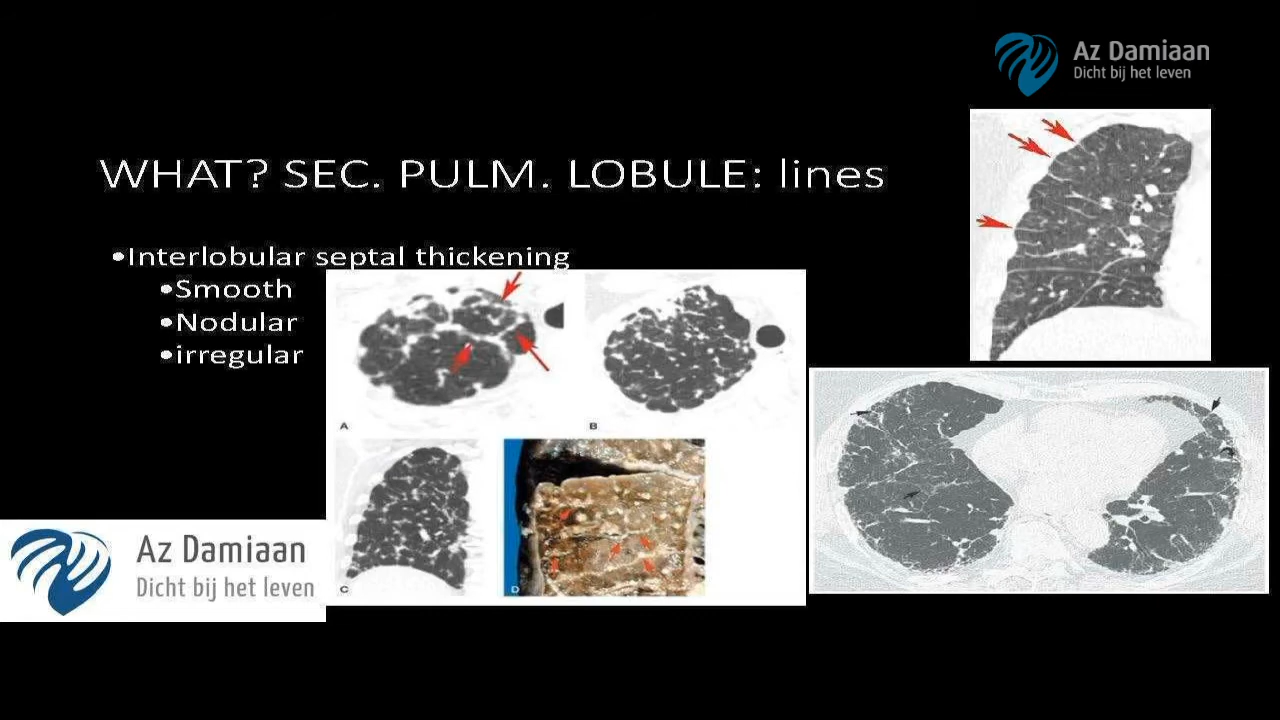 Az Damiaan
Dicht bij het leven
WHAT? SEC. PULM. LOBULE: lines
•Interlobular septal thickening
•Smooth
•Nodular
•irregular
A
B
C
D
Az Damiaan
Dicht bij het leven